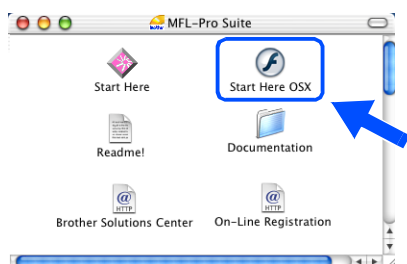 MFL-Pro Suite
Start Here
Start Here OSX
Readme!
Documentation
@
HTTP
@
HTTP
Brother Solutions Center
On-Line Registration